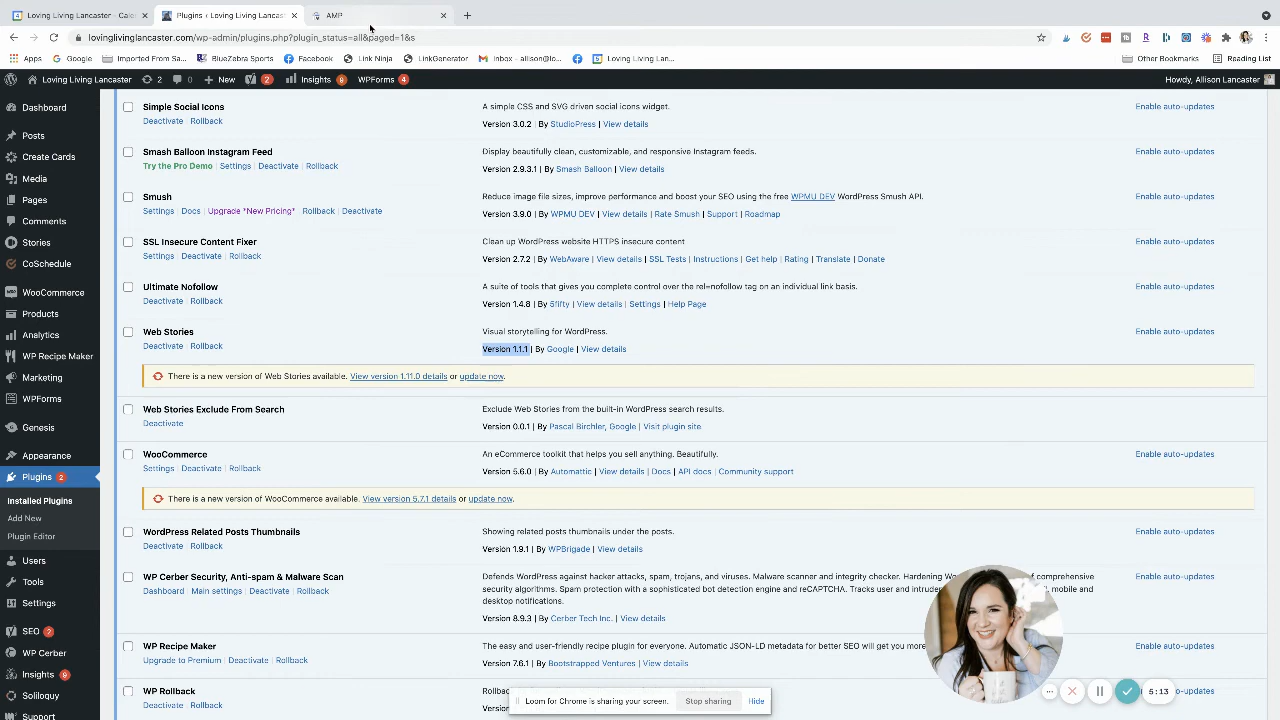 Loving Living Lancaster - Cale
Plugins ‹ Loving Living Lancas
AMP
lovinglivinglancaster.com/wp-admin/plugins.php?plugin_status=all&paged=1&s
Apps
Google
Imported From Sa...
BlueZebra Sports
Facebook
Link Ninja
LinkGenerator
Inbox - allison@lo...
Loving Living Lan...
Other Bookmarks
Reading List
Loving Living Lancaster
2
0
New
2
Insights
9
WPForms
4
Howdy, Allison Lancaster
Dashboard
Posts
Create Cards
Media
Pages
Comments
Stories
CoSchedule
WooCommerce
Products
Analytics
WP Recipe Maker
Marketing
WPForms
Genesis
Appearance
Plugins 2
Installed Plugins
Add New
Plugin Editor
Users
Tools
Settings
SEO 2
WP Cerber
Insights 9
Soliloquy
Support
Simple Social Icons
Deactivate | Rollback
A simple CSS and SVG driven social icons widget.
Version 3.0.2 | By StudioPress | View details
Enable auto-updates
Smash Balloon Instagram Feed
Try the Pro Demo | Settings | Deactivate | Rollback
Display beautifully clean, customizable, and responsive Instagram feeds.
Version 2.9.3.1 | By Smash Balloon | View details
Enable auto-updates
Smush
Settings | Docs | Upgrade *New Pricing* | Rollback | Deactivate
Reduce image file sizes, improve performance and boost your SEO using the free WPMU DEV WordPress Smush API.
Version 3.9.0 | By WPMU DEV | View details | Rate Smush | Support | Roadmap
Enable auto-updates
SSL Insecure Content Fixer
Settings | Deactivate | Rollback
Clean up WordPress website HTTPS insecure content
Version 2.7.2 | By WebAware | View details | SSL Tests | Instructions | Get help | Rating | Translate | Donate
Enable auto-updates
Ultimate Nofollow
Deactivate | Rollback
A suite of tools that gives you complete control over the rel=nofollow tag on an individual link basis.
Version 1.4.8 | By 5fifty | View details | Settings | Help Page
Enable auto-updates
Web Stories
Deactivate | Rollback
Visual storytelling for WordPress.
Version 1.1.1 | By Google | View details
Enable auto-updates
There is a new version of Web Stories available. View version 1.11.0 details or update now.
Web Stories Exclude From Search
Deactivate
Exclude Web Stories from the built-in WordPress search results.
Version 0.0.1 | By Pascal Birchler, Google | Visit plugin site
WooCommerce
Settings | Deactivate | Rollback
An eCommerce toolkit that helps you sell anything. Beautifully.
Version 5.6.0 | By Automattic | View details | Docs | API docs | Community support
Enable auto-updates
There is a new version of WooCommerce available. View version 5.7.1 details or update now.
WordPress Related Posts Thumbnails
Deactivate | Rollback
Showing related posts thumbnails under the posts.
Version 1.9.1 | By WPBrigade | View details
Enable auto-updates
WP Cerber Security, Anti-spam & Malware Scan
Dashboard | Main settings | Deactivate | Rollback
Defends WordPress against hacker attacks, spam, trojans, and viruses. Malware scanner and integrity checker. Hardening Wo of comprehensive
security algorithms. Spam protection with a sophisticated bot detection engine and reCAPTCHA. Tracks user and intruder mobile and
desktop notifications.
Version 8.9.3 | By Cerber Tech Inc. | View details
Enable auto-updates
WP Recipe Maker
Upgrade to Premium | Deactivate | Rollback
The easy and user-friendly recipe plugin for everyone. Automatic JSON-LD metadata for better SEO will get you more
Version 7.6.1 | By Bootstrapped Ventures | View details
Enable auto-updates
WP Rollback
Deactivate | Rollback
Rollbac
Version
o-updates
Loom for Chrome is sharing your screen.
Stop sharing
Hide
5:13